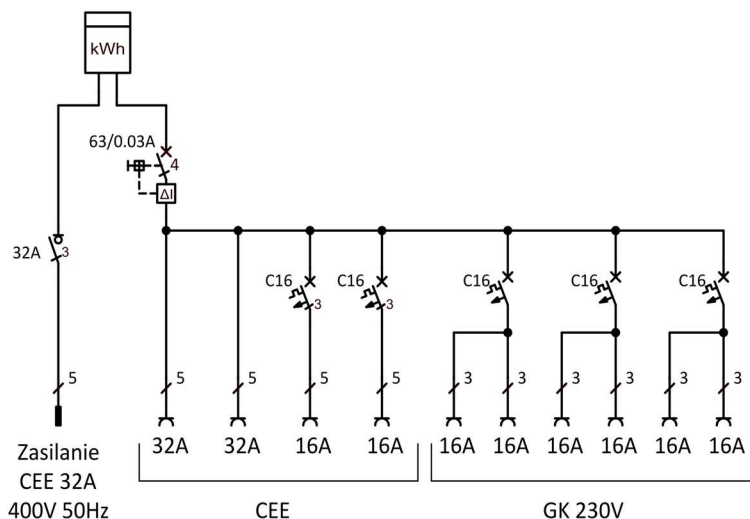 kWh
63/0.03A
4
ΔI
32A
3
C16
3
C16
3
C16
C16
C16
5
5
5
5
5
3
3
3
3
3
3
32A
32A
16A
16A
16A
16A
16A
16A
16A
16A
Zasilanie
CEE 32A
400V 50Hz
CEE
GK 230V